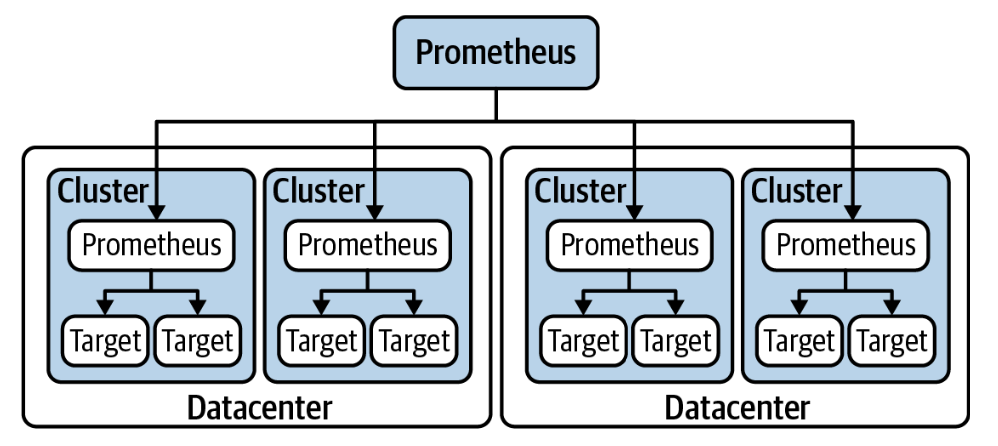 Prometheus
Cluster Cluster Cluster Cluster
Prometheus Prometheus Prometheus Prometheus
Target Target Target Target Target Target Target Target
Datacenter Datacenter